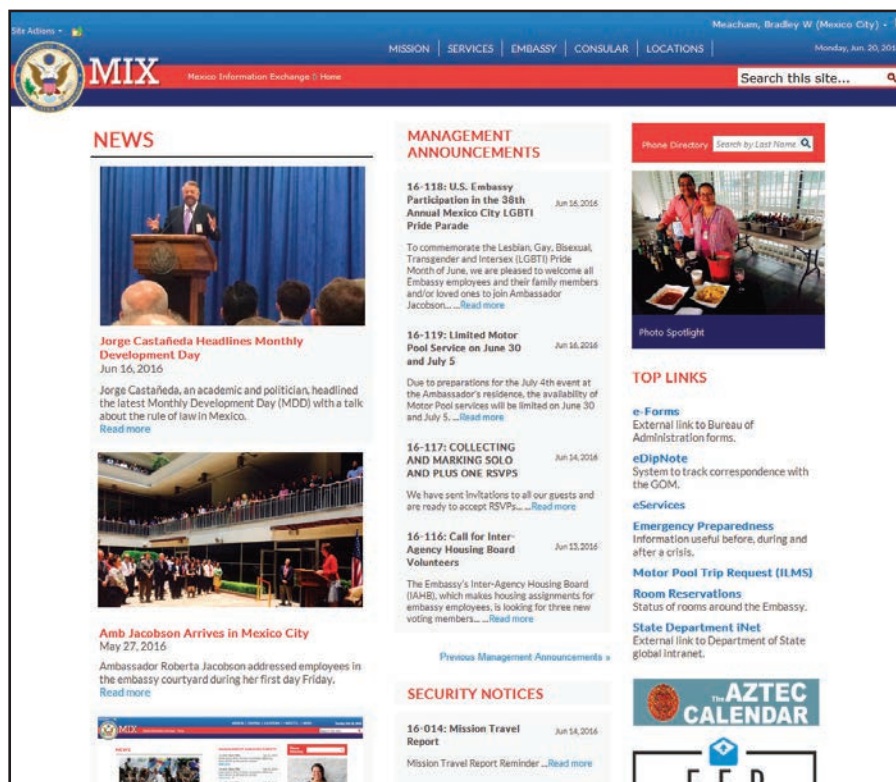 Site Actions
Meacham, Bradley W (Mexico City)
MISSION
SERVICES
EMBASSY
CONSULAR
LOCATIONS
Monday, Jun. 20,
MIX
Mexico Information Exchange
Home
Search this site...
NEWS
Jorge Castañeda Headlines Monthly
Development Day
Jun 16, 2016
Jorge Castañeda, an academic and politician, headlined
the latest Monthly Development Day (MDD) with a talk
about the rule of law in Mexico.
Read more
Amb Jacobson Arrives in Mexico City
May 27, 2016
Ambassador Roberta Jacobson addressed employees in
the embassy courtyard during her first day Friday.
Read more
MIX
NEWS
MANAGEMENT
ANNOUNCEMENTS
16-118: U.S. Embassy
Participation in the 38th
Annual Mexico City LGBTI
Pride Parade
Jun 16, 2016
To commemorate the Lesbian, Gay, Bisexual,
Transgender and Intersex (LGBTI) Pride
Month of June, we are pleased to welcome all
Embassy employees and their family members
and/or loved ones to join Ambassador
Jacobson... ...Read more
16-119: Limited Motor
Pool Service on June 30
and July 5
Jun 16, 2016
Due to preparations for the July 4th event at
the Ambassador's residence, the availability of
Motor Pool services will be limited on June 30
and July 5. ...Read more
16-117: COLLECTING
AND MARKING SOLO
AND PLUS ONE RSVPS
Jun 14, 2016
We have sent invitations to all our guests and
are ready to accept RSVPs... ...Read more
16-116: Call for Inter-
Agency Housing Board
Volunteers
Jun 13, 2016
The Embassy's Inter-Agency Housing Board
(IAHB), which makes housing assignments for
embassy employees, is looking for three new
voting members... ...Read more
Previous Management Announcements »
SECURITY NOTICES
16-014: Mission Travel
Report
Jun 14, 2016
Mission Travel Report Reminder ...Read more
Phone Directory
Search by Last Name
Photo Spotlight
TOP LINKS
e-Forms
External link to Bureau of
Administration forms.
eDipNote
System to track correspondence with
the GOM.
eServices
Emergency Preparedness
Information useful before, during and
after a crisis.
Motor Pool Trip Request (ILMS)
Room Reservations
Status of rooms around the Embassy.
State Department iNet
External link to Department of State
global intranet.
The AZTEC
CALENDAR